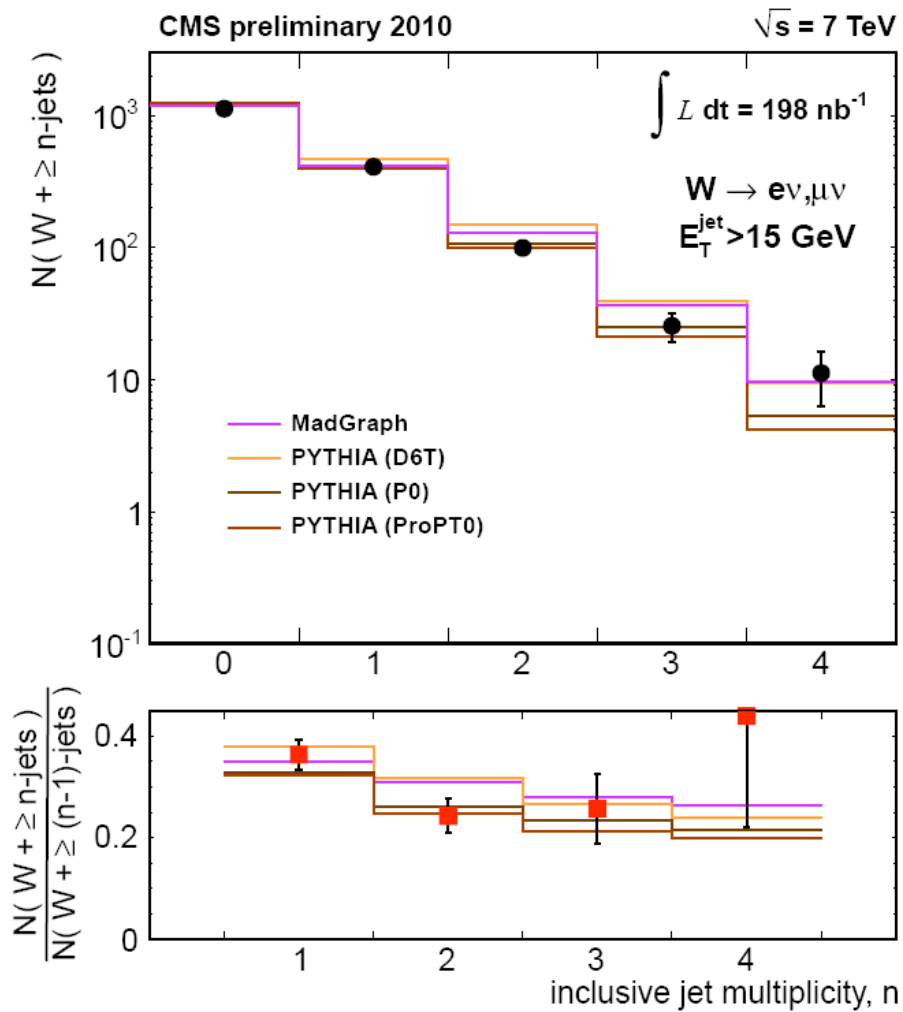 CMS preliminary 2010
√s = 7 TeV
N( W + ≥ n-jets )
10³
10²
10
1
10⁻¹
∫ L dt = 198 nb⁻¹
W → eν,μν
E_T^jet >15 GeV
MadGraph
PYTHIA (D6T)
PYTHIA (P0)
PYTHIA (ProPT0)
0 1 2 3 4
N( W + ≥ n-jets )
N( W + ≥ (n-1)-jets )
0.4
0.2
0
1 2 3 4
inclusive jet multiplicity, n